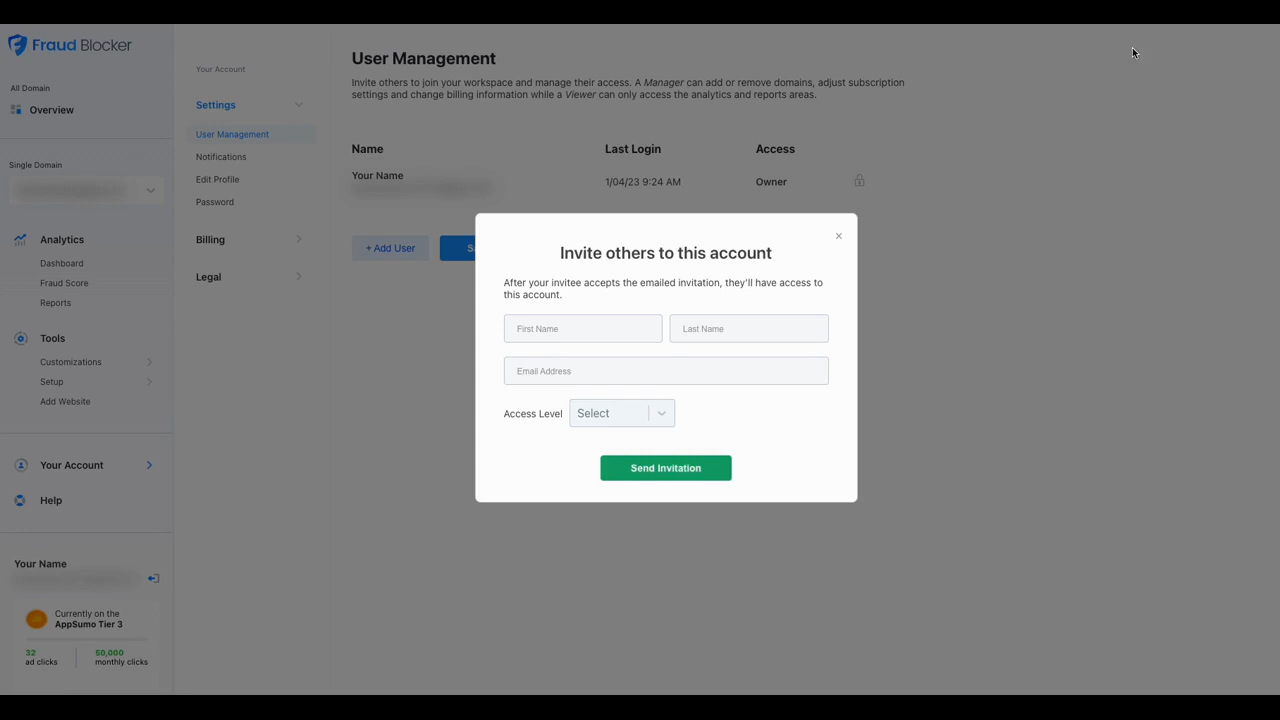 Fraud Blocker
All Domain
Overview
Single Domain
Analytics
Dashboard
Fraud Score
Reports
Tools
Customizations
Setup
Add Website
Your Account
Help
Your Name
Currently on the
AppSumo Tier 3
32
ad clicks
50,000
monthly clicks
Your Account
Settings
User Management
Notifications
Edit Profile
Password
Billing
Legal
User Management
Invite others to join your workspace and manage their access. A Manager can add or remove domains, adjust subscription
settings and change billing information while a Viewer can only access the analytics and reports areas.
Name Last Login Access
Your Name
1/04/23 9:24 AM Owner
+ Add User
Invite others to this account
After your invitee accepts the emailed invitation, they'll have access to
this account.
First Name Last Name
Email Address
Access Level Select
Send Invitation